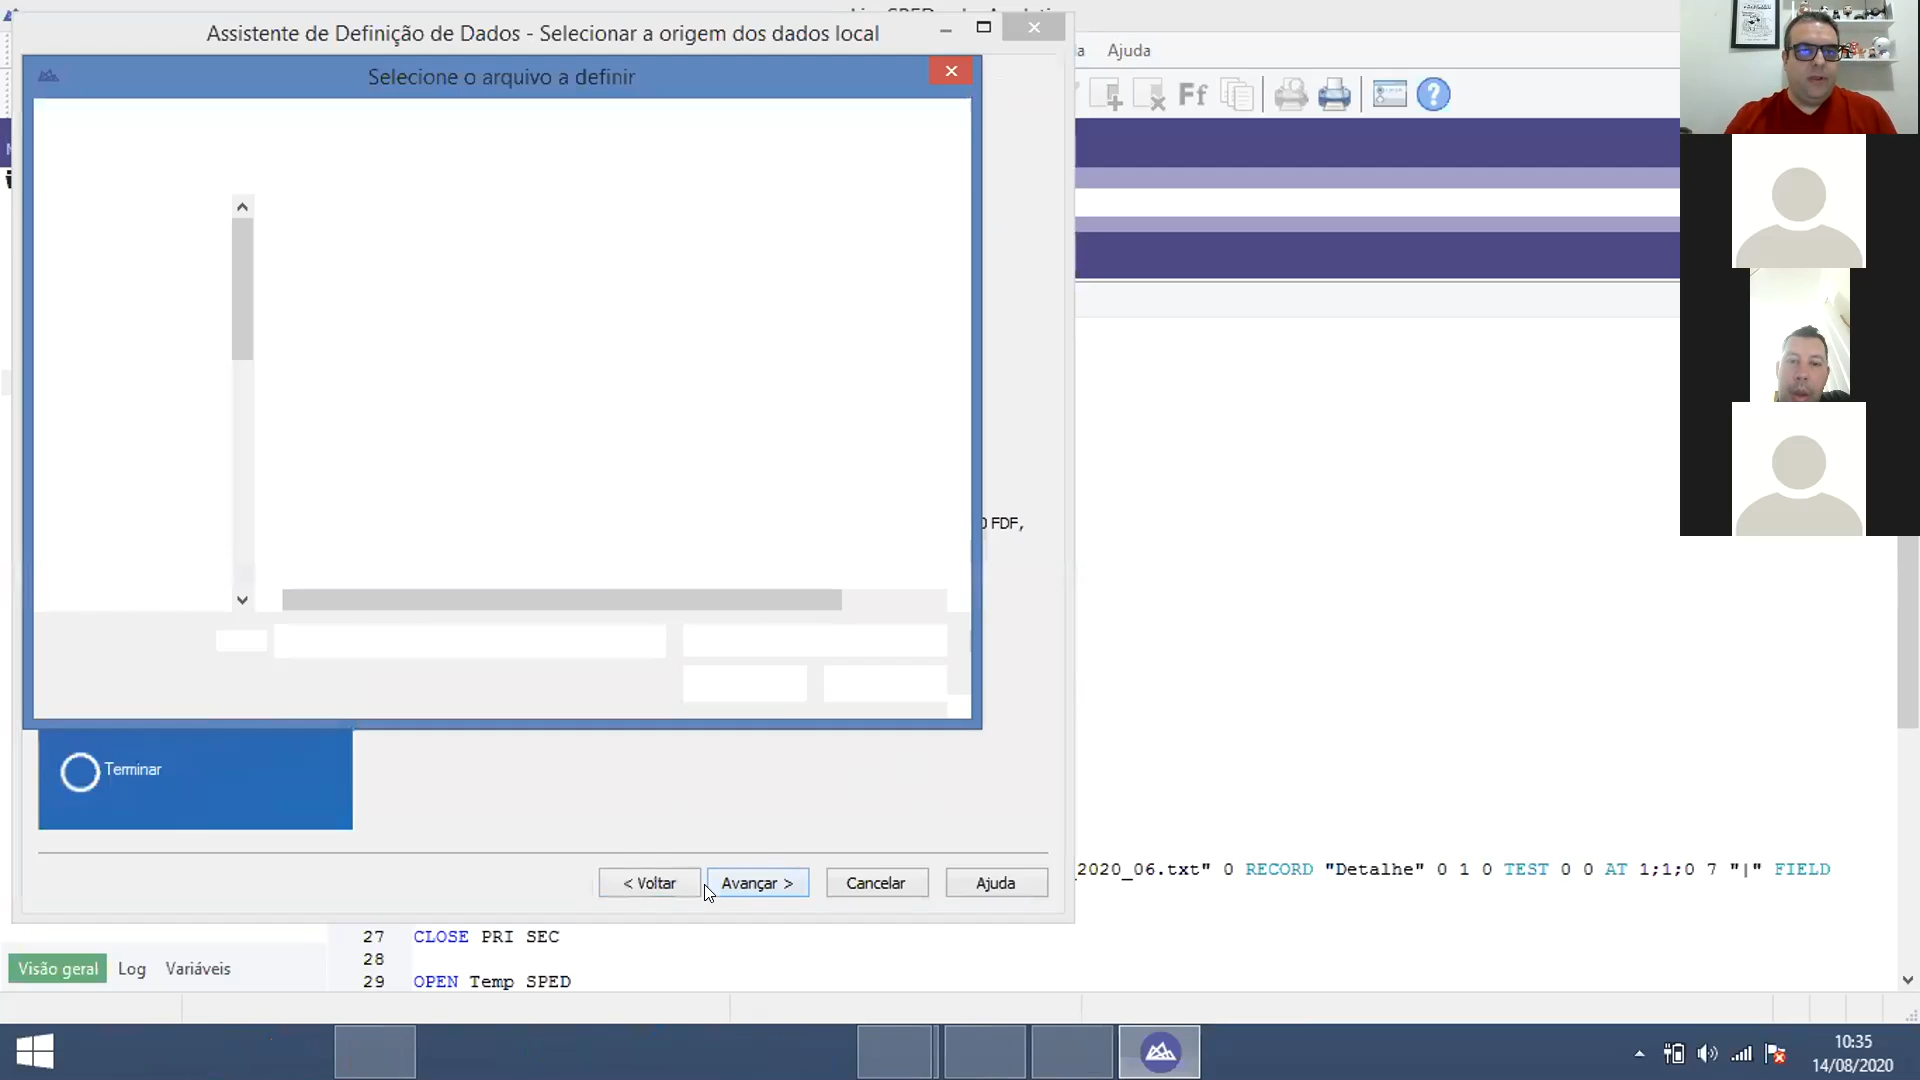 Assistente de Definição de Dados - Selecionar a origem dos dados local
Ajuda
Selecione o arquivo a definir
Ff
?
FDF,
Terminar
< Voltar
Avançar >
Cancelar
Ajuda
_2020_06.txt" 0 RECORD "Detalhe" 0 1 0 TEST 0 0 AT 1;1;0 7 "|" FIELD
27 CLOSE PRI SEC
28
29 OPEN Temp SPED
Visão geral
Log
Variáveis
10:35
14/08/2020